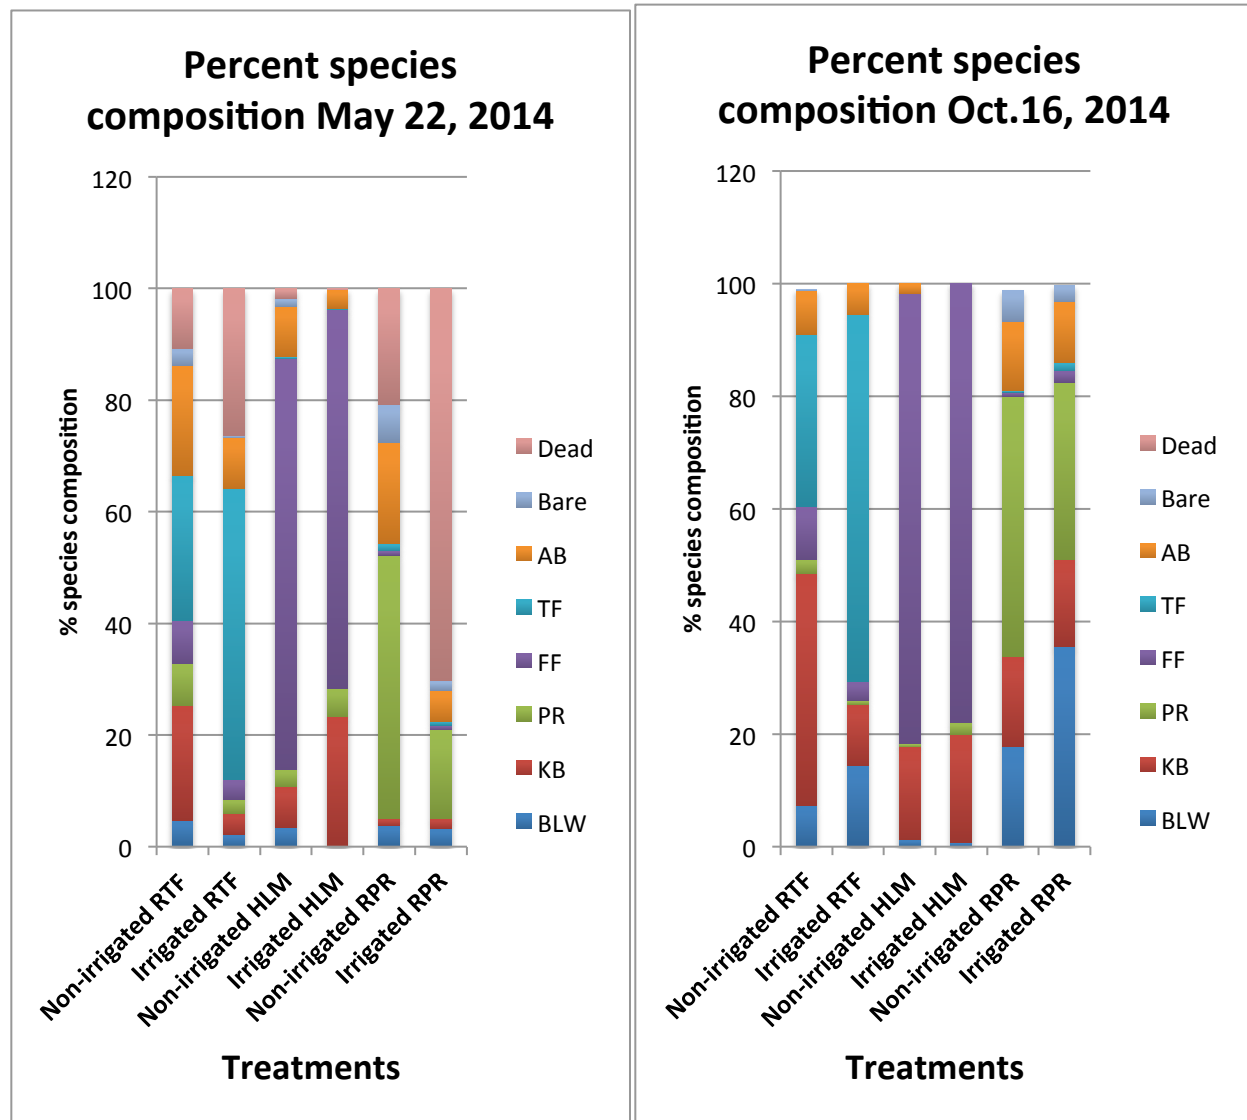 Percent species
composition May 22, 2014
120
100
80
60
40
20
0
% species composition
Dead
Bare
AB
TF
FF
PR
KB
BLW
Non-irrigated RTF
Irrigated RTF
Non-irrigated HLM
Irrigated HLM
Non-irrigated RPR
Irrigated RPR
Treatments
Percent species
composition Oct.16, 2014
120
100
80
60
40
20
0
% species composition
Dead
Bare
AB
TF
FF
PR
KB
BLW
Non-irrigated RTF
Irrigated RTF
Non-irrigated HLM
Irrigated HLM
Non-irrigated RPR
Irrigated RPR
Treatments